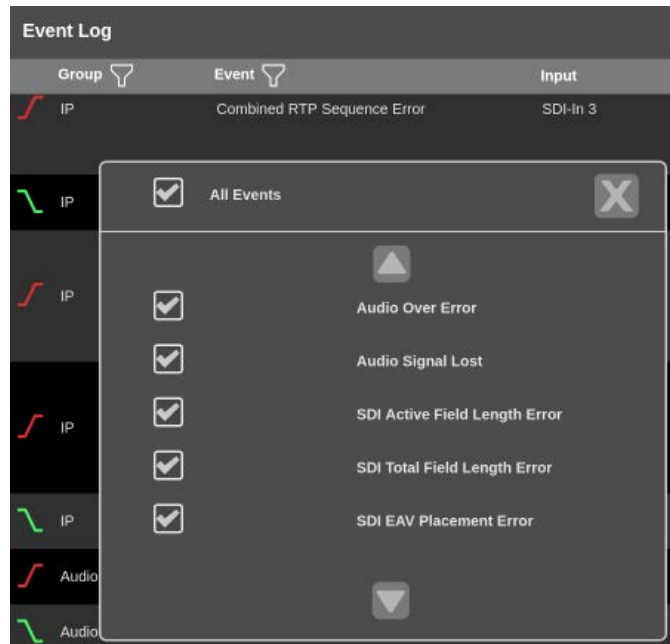 Event Log
Group Event Input
IP Combined RTP Sequence Error SDI-In 3
IP
All Events
X
IP
Audio Over Error
Audio Signal Lost
SDI Active Field Length Error
IP
SDI Total Field Length Error
IP
SDI EAV Placement Error
Audio
Audio